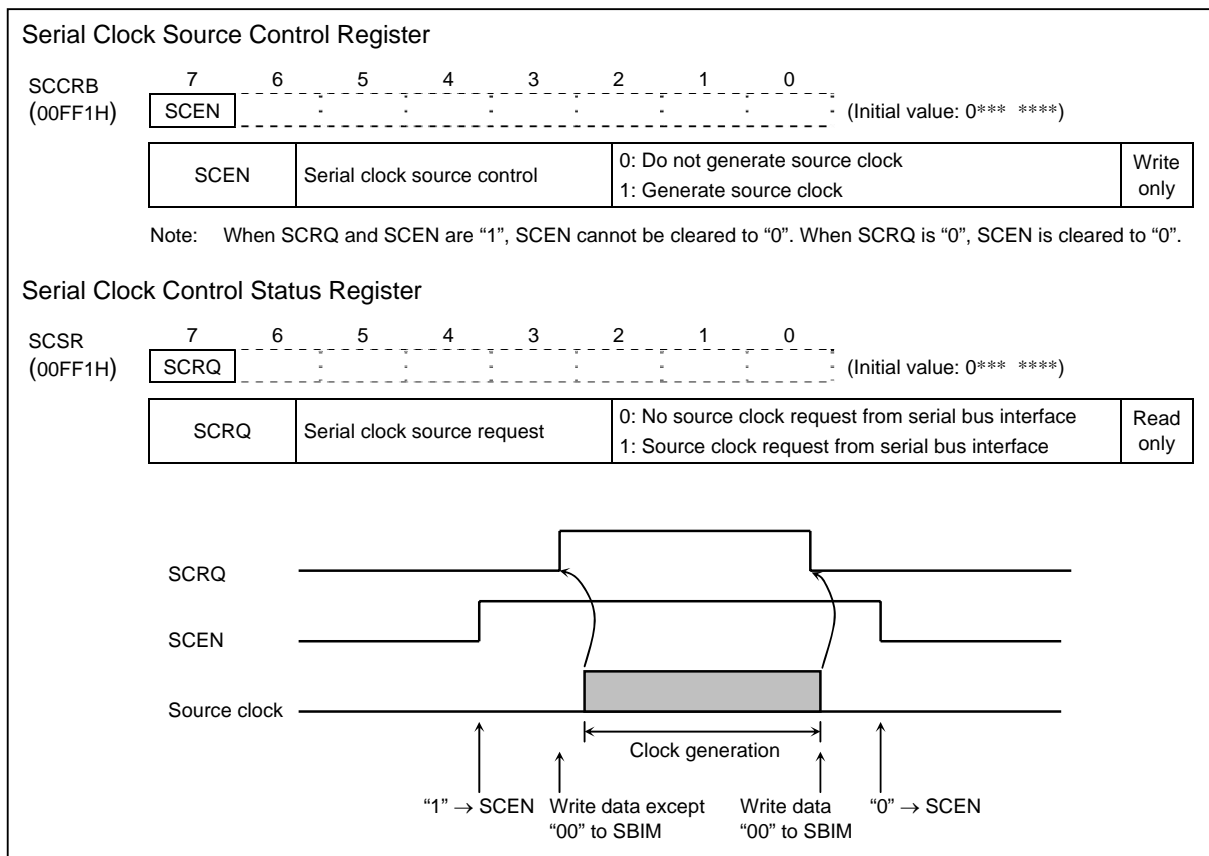 Serial Clock Source Control Register
SCCRB
(00FF1H)
7 6 5 4 3 2 1 0
SCEN
(Initial value: 0*** ****)
SCEN
Serial clock source control
0: Do not generate source clock
1: Generate source clock
Write
only
Note: When SCRQ and SCEN are “1”, SCEN cannot be cleared to “0”. When SCRQ is “0”, SCEN is cleared to “0”.
Serial Clock Control Status Register
SCSR
(00FF1H)
7 6 5 4 3 2 1 0
SCRQ
(Initial value: 0*** ****)
SCRQ
Serial clock source request
0: No source clock request from serial bus interface
1: Source clock request from serial bus interface
Read
only
SCRQ
SCEN
Source clock
Clock generation
“1” → SCEN
Write data except
“00” to SBIM
Write data
“00” to SBIM
“0” → SCEN